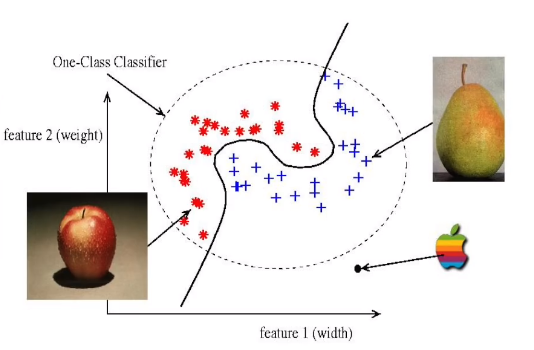 One-Class Classifier
feature 2 (weight)
feature 1 (width)